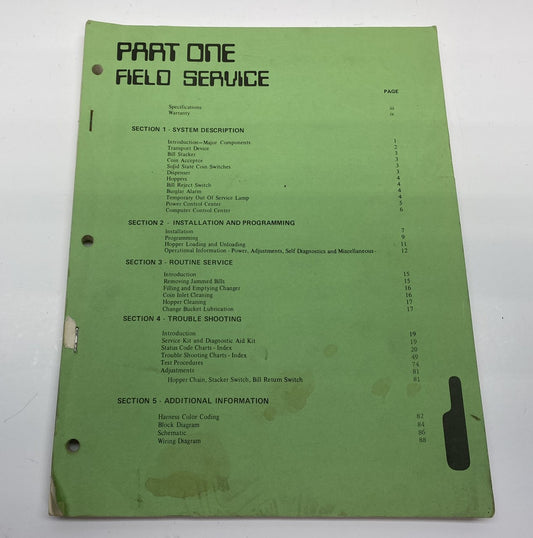 PART ONE
FIELD SERVICE
PAGE
Specifications iii
Warranty ix
SECTION 1 - SYSTEM DESCRIPTION
Introduction—Major Components 1
Transport Device 2
Bill Stacker 3
Coin Acceptor 3
Solid State Coin Switches 3
Dispenser 3
Hoppers 4
Bill Reject Switch 4
Burglar Alarm 4
Temporary Out Of Service Lamp 4
Power Control Center 5
Computer Control Center 6
SECTION 2 - INSTALLATION AND PROGRAMMING
Installation 7
Programming 9
Hopper Loading and Unloading 11
Operational Information - Power, Adjustments, Self Diagnostics and Miscellaneous- 12
SECTION 3 - ROUTINE SERVICE
Introduction 15
Removing Jammed Bills 15
Filling and Emptying Changer 16
Coin Inlet Cleaning 16
Hopper Cleaning 17
Change Bucket Lubrication 17
SECTION 4 - TROUBLE SHOOTING
Introduction 19
Service Kit and Diagnostic Aid Kit 19
Status Code Charts - Index 20
Trouble Shooting Charts - Index 49
Test Procedures 74
Adjustments 81
Hopper Chain, Stacker Switch, Bill Return Switch 81
SECTION 5 - ADDITIONAL INFORMATION
Harness Color Coding 82
Block Diagram 84
Schematic 86
Wiring Diagram 88